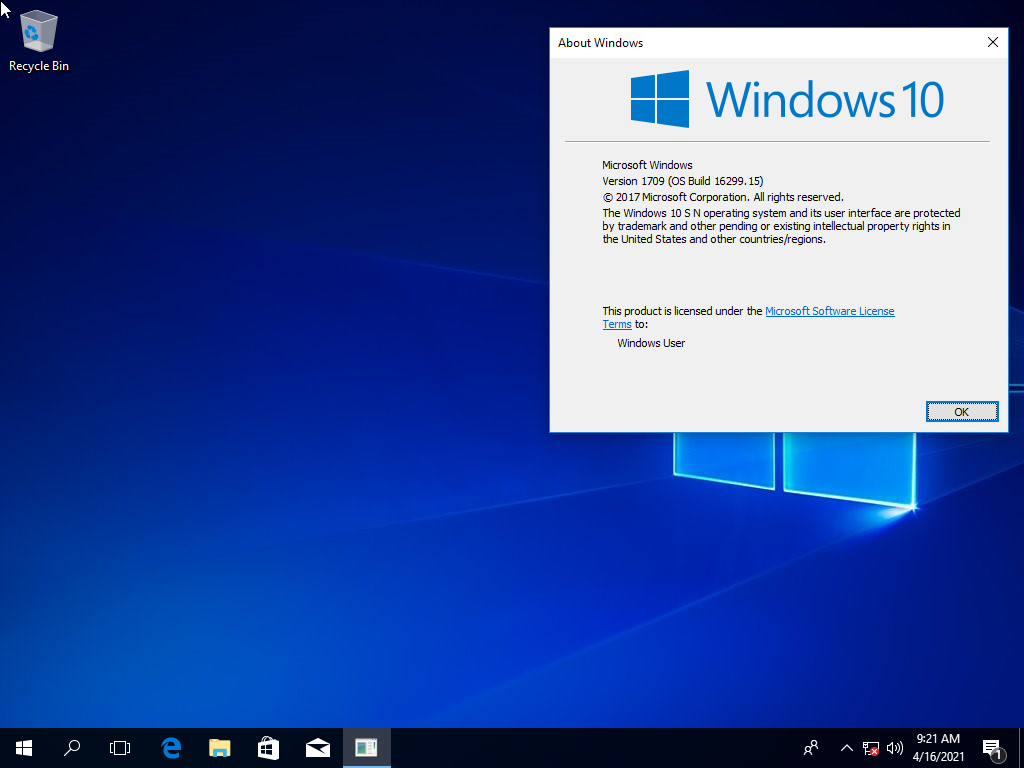 Recycle Bin
About Windows
Windows 10
Microsoft Windows
Version 1709 (OS Build 16299.15)
© 2017 Microsoft Corporation. All rights reserved.
The Windows 10 S N operating system and its user interface are protected
by trademark and other pending or existing intellectual property rights in
the United States and other countries/regions.
This product is licensed under the Microsoft Software License
Terms to:
Windows User
OK
9:21 AM
4/16/2021
1